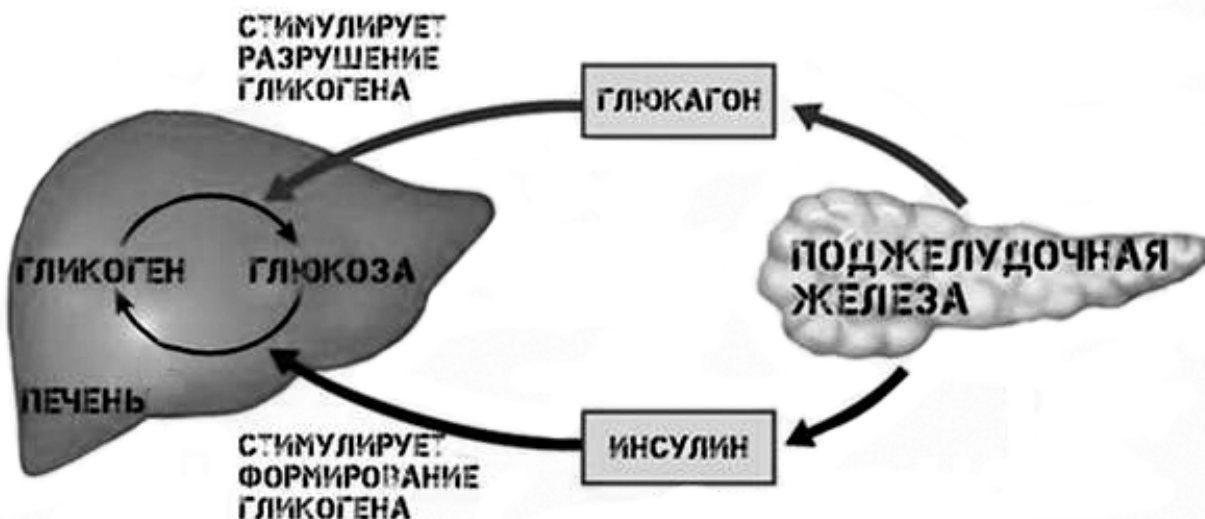 СТИМУЛИРУЕТ
РАЗРУШЕНИЕ
ГЛИКОГЕНА
ГЛЮКАГОН
ГЛИКОГЕН
ГЛЮКОЗА
ПОДЖЕЛУДОЧНАЯ
ЖЕЛЕЗА
ПЕЧЕНЬ
СТИМУЛИРУЕТ
ФОРМИРОВАНИЕ
ГЛИКОГЕНА
ИНСУЛИН